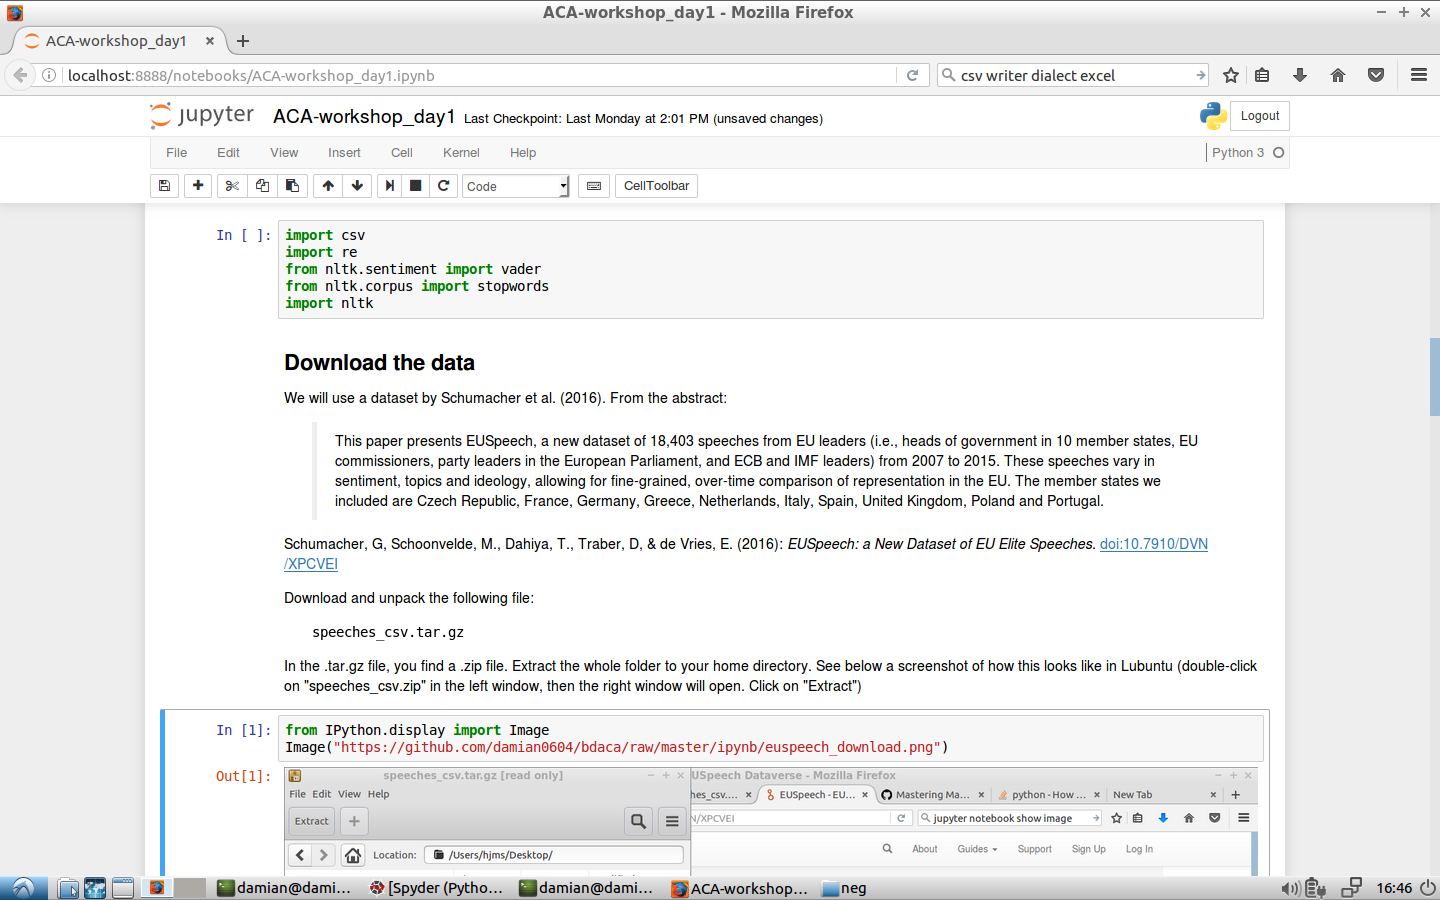 ACA-workshop_day1 - Mozilla Firefox
ACA-workshop_day1
localhost:8888/notebooks/ACA-workshop_day1.ipynb
csv writer dialect excel
jupyter ACA-workshop_day1 Last Checkpoint: Last Monday at 2:01 PM (unsaved changes)
Logout
File Edit View Insert Cell Kernel Help
Python 3
Code
CellToolbar
In [ ]:
import csv
import re
from nltk.sentiment import vader
from nltk.corpus import stopwords
import nltk
Download the data
We will use a dataset by Schumacher et al. (2016). From the abstract:
This paper presents EUSpeech, a new dataset of 18,403 speeches from EU leaders (i.e., heads of government in 10 member states, EU
commissioners, party leaders in the European Parliament, and ECB and IMF leaders) from 2007 to 2015. These speeches vary in
sentiment, topics and ideology, allowing for fine-grained, over-time comparison of representation in the EU. The member states we
included are Czech Republic, France, Germany, Greece, Netherlands, Italy, Spain, United Kingdom, Poland and Portugal.
Schumacher, G, Schoonvelde, M., Dahiya, T., Traber, D, & de Vries, E. (2016): EUSpeech: a New Dataset of EU Elite Speeches. doi:10.7910/DVN
/XPCVEI
Download and unpack the following file:
speeches_csv.tar.gz
In the .tar.gz file, you find a .zip file. Extract the whole folder to your home directory. See below a screenshot of how this looks like in Lubuntu (double-click
on "speeches_csv.zip" in the left window, then the right window will open. Click on "Extract")
In [1]:
from IPython.display import Image
Image("https://github.com/damian0604/bdaca/raw/master/ipynb/euspeech_download.png")
Out[1]:
speeches_csv.tar.gz [read only]
File Edit View Help
Extract
Location: /Users/hjms/Desktop/
USpeech Dataverse - Mozilla Firefox
hes_csv.... EUSpeech - EU... Mastering Ma... python - How ... New Tab
N/XPCVEI
jupyter notebook show image
About Guides Support Sign Up Log In
damian@dami... [Spyder (Pytho... damian@dami... ACA-workshop... neg
16:46